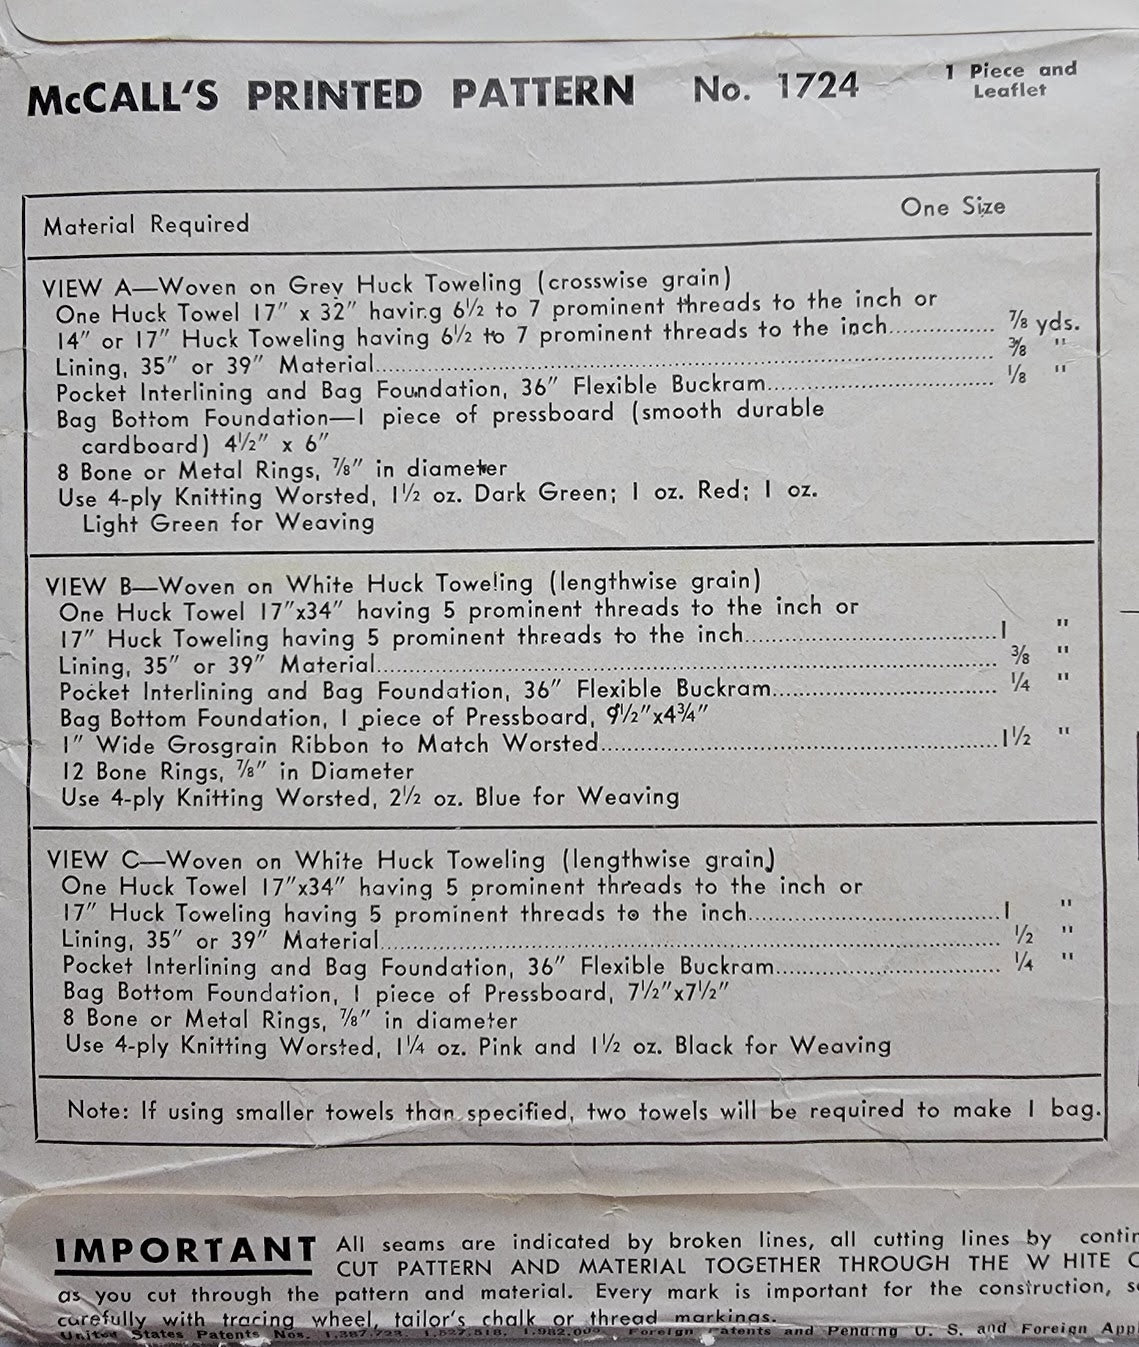 McCALL'S PRINTED PATTERN No. 1724 1 Piece and
Leaflet
Material Required One Size
VIEW A—Woven on Grey Huck Toweling (crosswise grain)
One Huck Towel 17" x 32" having 6½ to 7 prominent threads to the inch or
14" or 17" Huck Toweling having 6½ to 7 prominent threads to the inch............... ⅞ yds.
Lining, 35" or 39" Material............... ⅜ "
Pocket Interlining and Bag Foundation, 36" Flexible Buckram............... ⅛ "
Bag Bottom Foundation—1 piece of pressboard (smooth durable
cardboard) 4½" x 6"
8 Bone or Metal Rings, ⅞" in diameter
Use 4-ply Knitting Worsted, 1½ oz. Dark Green; 1 oz. Red; 1 oz.
Light Green for Weaving
VIEW B—Woven on White Huck Toweling (lengthwise grain)
One Huck Towel 17"x34" having 5 prominent threads to the inch or
17" Huck Toweling having 5 prominent threads to the inch...............1 "
Lining, 35" or 39" Material............... ⅜ "
Pocket Interlining and Bag Foundation, 36" Flexible Buckram............... ¼ "
Bag Bottom Foundation, 1 piece of Pressboard, 9½"x4¾"
1" Wide Grosgrain Ribbon to Match Worsted...............1½ "
12 Bone Rings, ⅞" in Diameter
Use 4-ply Knitting Worsted, 2½ oz. Blue for Weaving
VIEW C—Woven on White Huck Toweling (lengthwise grain)
One Huck Towel 17"x34" having 5 prominent threads to the inch or
17" Huck Toweling having 5 prominent threads to the inch...............1 "
Lining, 35" or 39" Material............... ½ "
Pocket Interlining and Bag Foundation, 36" Flexible Buckram............... ¼ "
Bag Bottom Foundation, 1 piece of Pressboard, 7½"x7½"
8 Bone or Metal Rings, ⅞" in diameter
Use 4-ply Knitting Worsted, 1¼ oz. Pink and 1½ oz. Black for Weaving
Note: If using smaller towels than specified, two towels will be required to make 1 bag.
IMPORTANT All seams are indicated by broken lines, all cutting lines by
CUT PATTERN AND MATERIAL TOGETHER THROUGH THE WHITE
as you cut through the pattern and material. Every mark is important for the construction,
carefully with tracing wheel, tailor's chalk or thread markings.
United States Patents Nos. 1,387,723, 1,527,518, Foreign Patents and Pending U. S. and Foreign